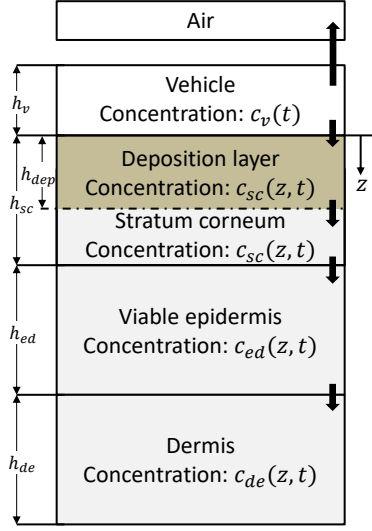 Air
Vehicle
Concentration: c_v(t)
h_v
Deposition layer
Concentration: c_sc(z, t)
h_dep
z
h_sc
Stratum corneum
Concentration: c_sc(z, t)
Viable epidermis
Concentration: c_ed(z, t)
h_ed
Dermis
Concentration: c_de(z, t)
h_de